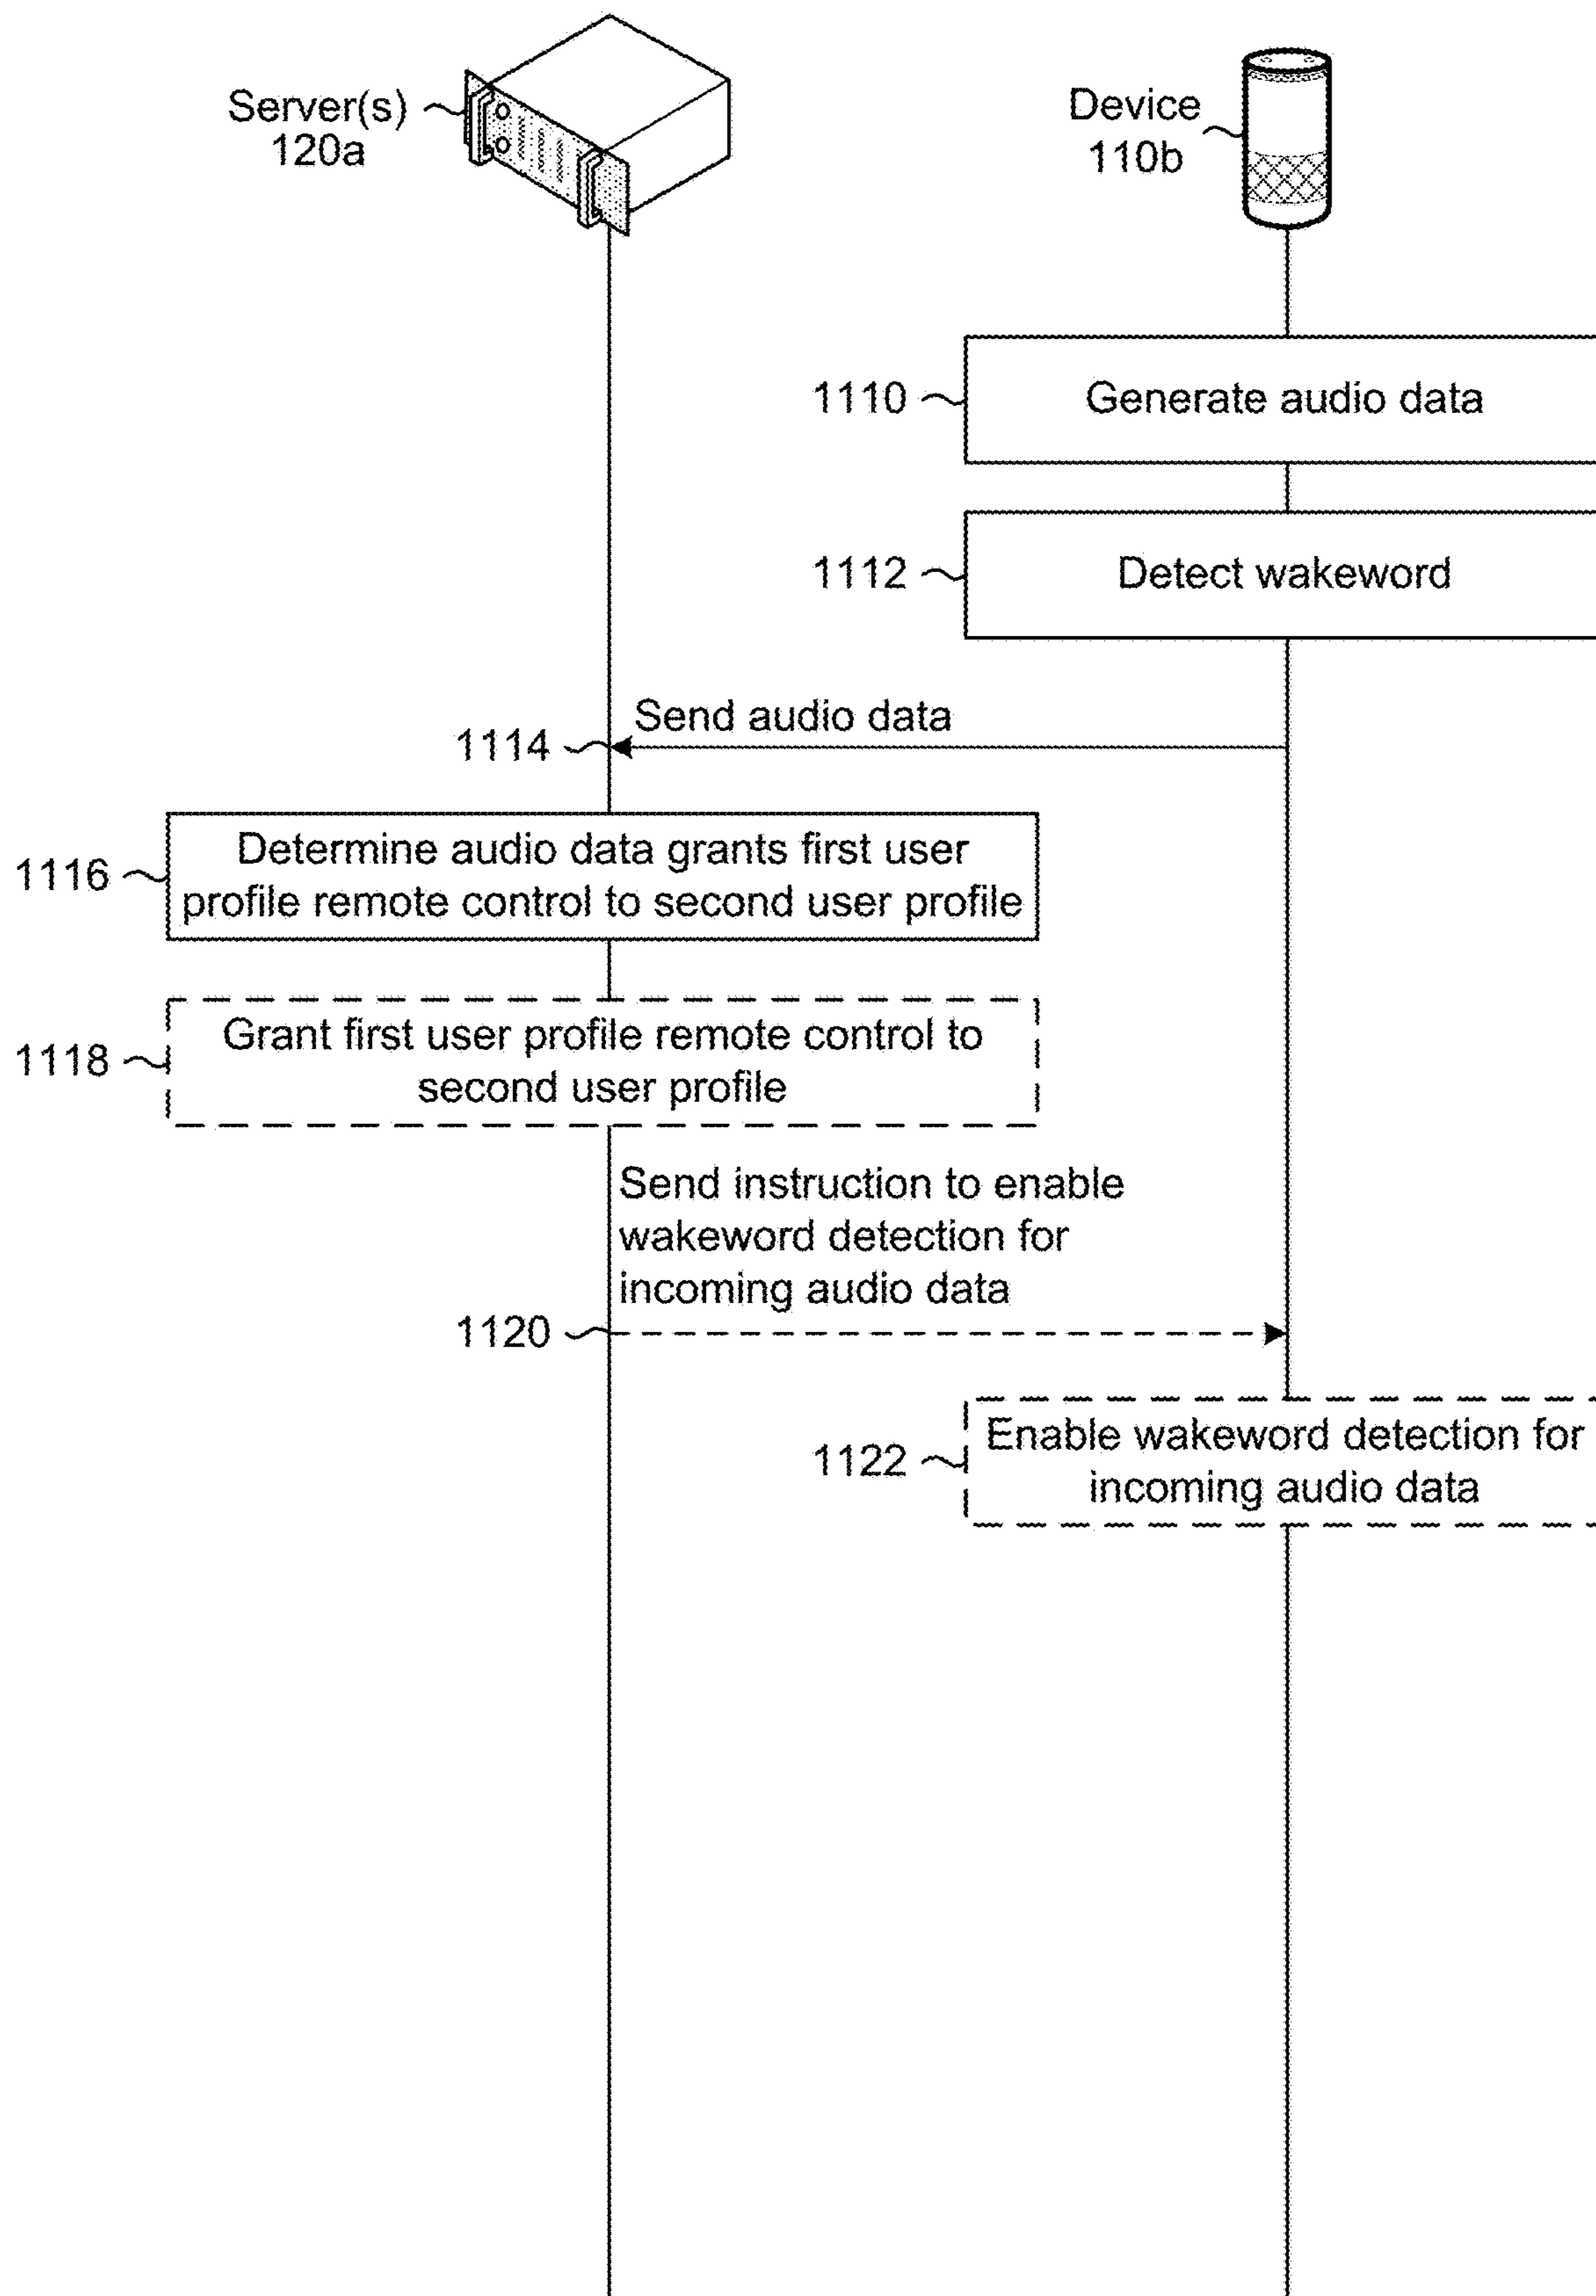 Server(s)
120a
Device
110b
1110
Generate audio data
1112
Detect wakeword
Send audio data
1114
1116
Determine audio data grants first user
profile remote control to second user profile
1118
Grant first user profile remote control to
second user profile
Send instruction to enable
wakeword detection for
incoming audio data
1120
1122
Enable wakeword detection for
incoming audio data